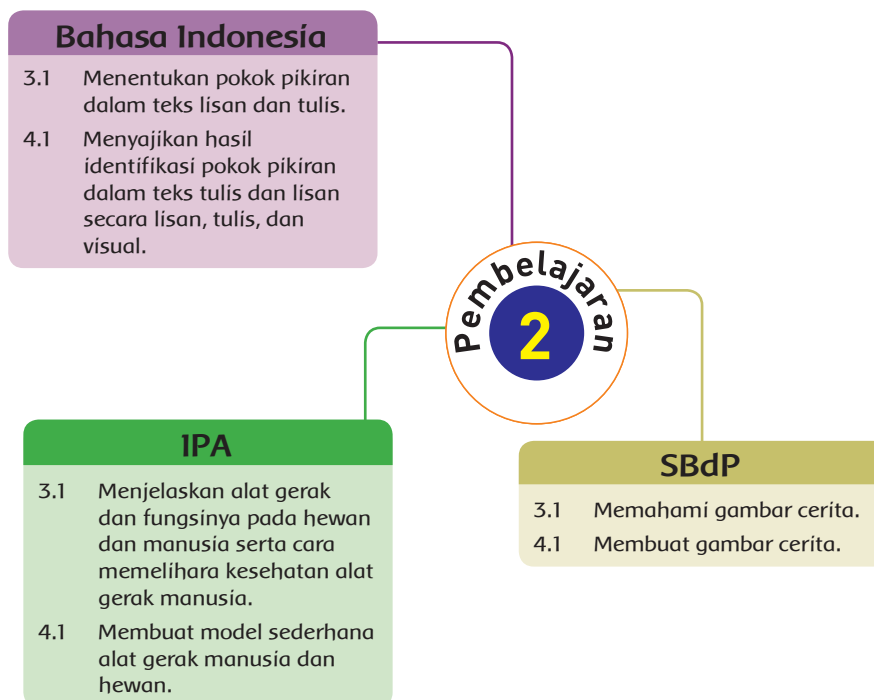 Bahasa Indonesia
3.1 Menentukan pokok pikiran
dalam teks lisan dan tulis.
4.1 Menyajikan hasil
identifikasi pokok pikiran
dalam teks tulis dan lisan
secara lisan, tulis, dan
visual.
Pembelajaran
2
IPA
3.1 Menjelaskan alat gerak
dan fungsinya pada hewan
dan manusia serta cara
memelihara kesehatan alat
gerak manusia.
4.1 Membuat model sederhana
alat gerak manusia dan
hewan.
SBdP
3.1 Memahami gambar cerita.
4.1 Membuat gambar cerita.